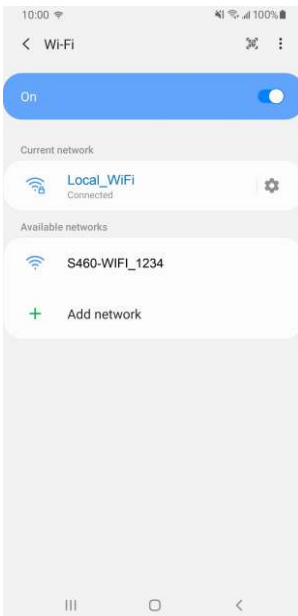 10:00 100%
Wi-Fi
On
Current network
Local_WiFi
Connected
Available networks
S460-WIFI_1234
Add network